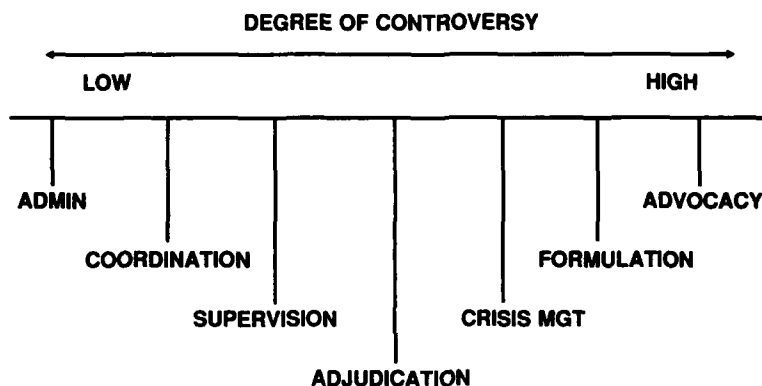 DEGREE OF CONTROVERSY
LOW HIGH
ADMIN ADVOCACY
COORDINATION FORMULATION
SUPERVISION CRISIS MGT
ADJUDICATION